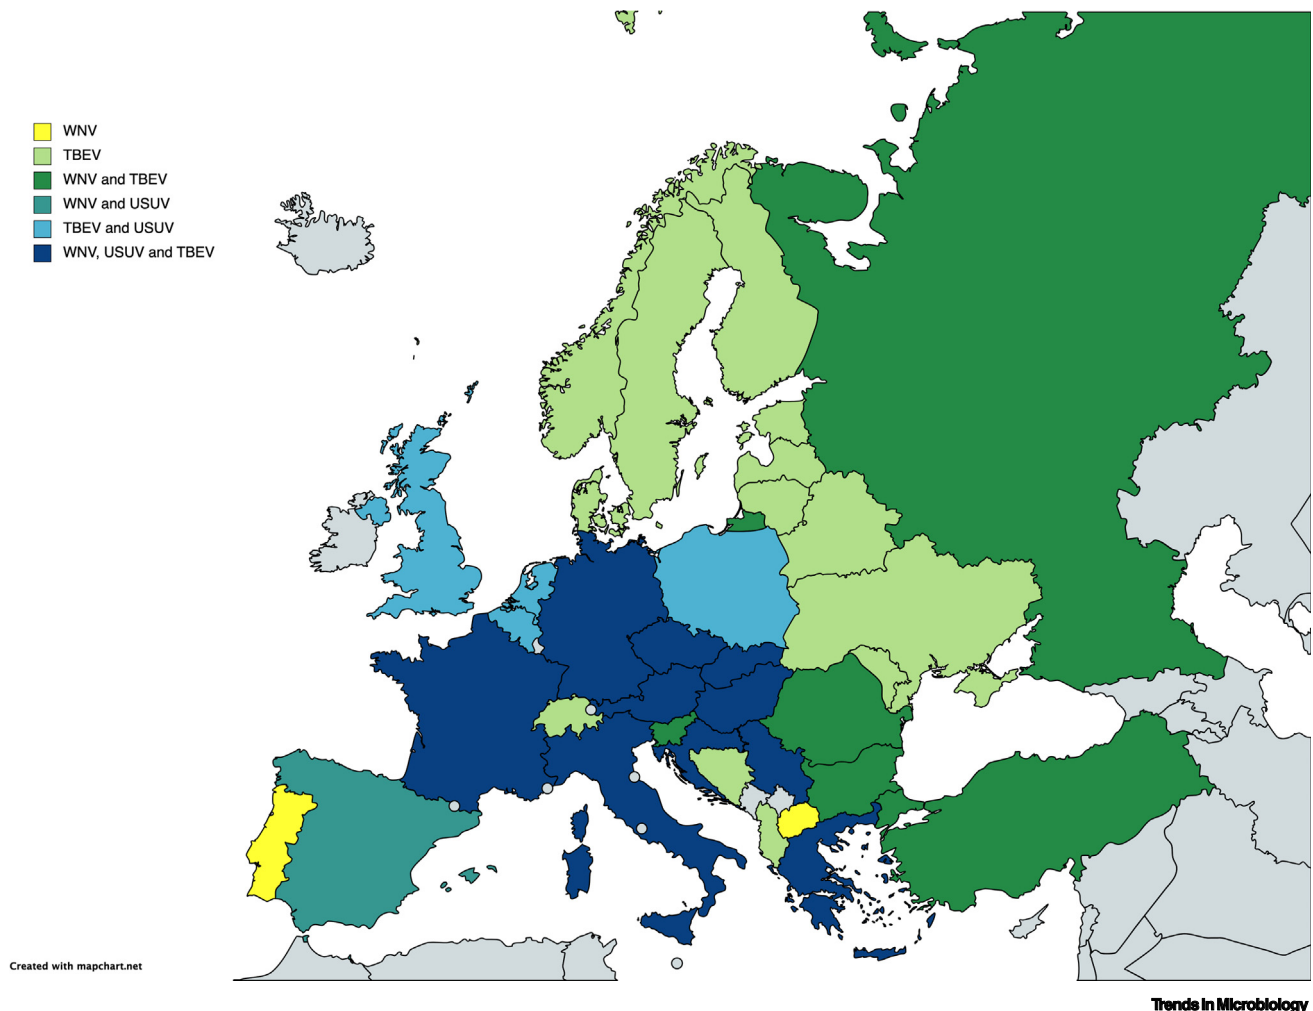 WNV
TBEV
WNV and TBEV
WNV and USUV
TBEV and USUV
WNV, USUV and TBEV
Created with mapchart.net
Trends in Microbiology